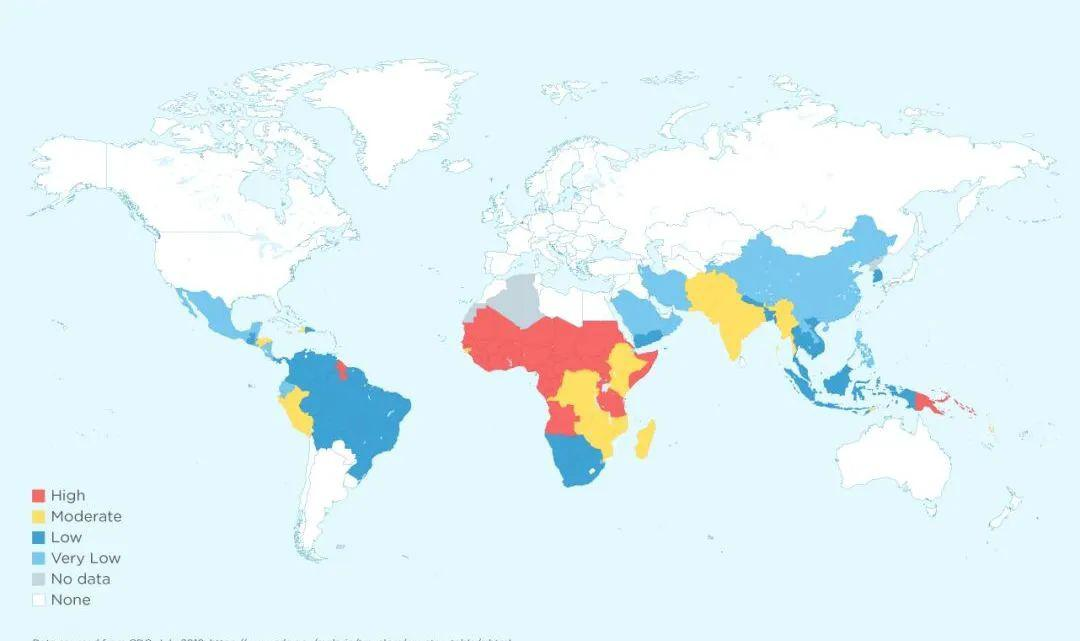 High
Moderate
Low
Very Low
No data
None